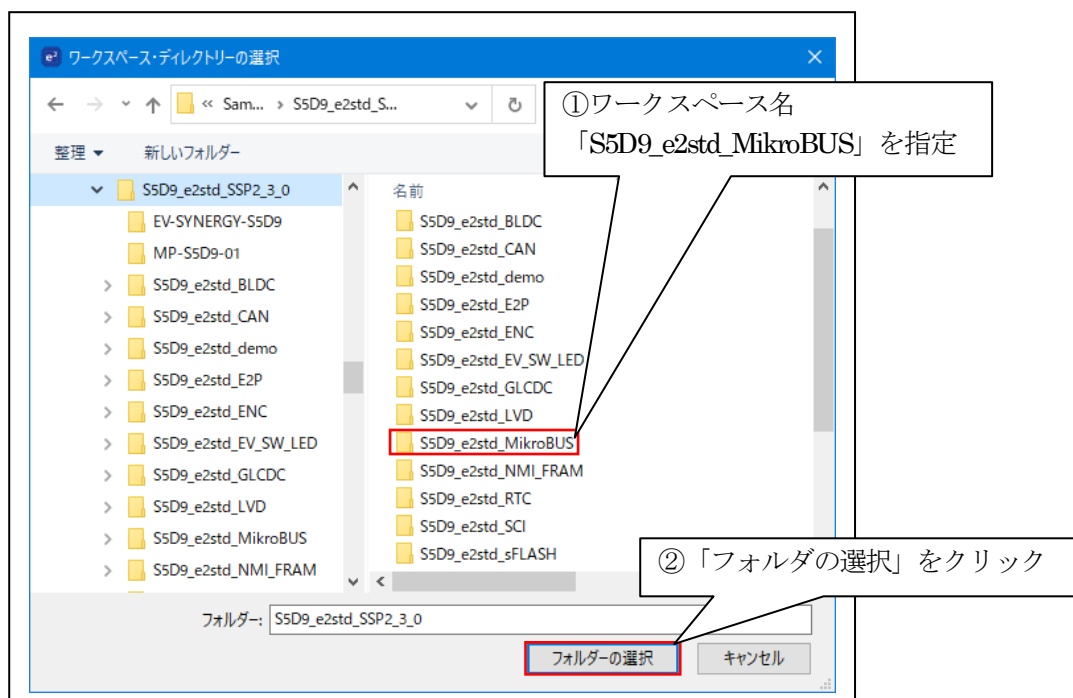 ワークスペース・ディレクトリーの選択
« Sam... › S5D9_e2std_S...
①ワークスペース名
「S5D9_e2std_MikroBUS」を指定
整理 新しいフォルダー
S5D9_e2std_SSP2_3_0
EV-SYNERGY-S5D9
MP-S5D9-01
S5D9_e2std_BLDC
S5D9_e2std_CAN
S5D9_e2std_demo
S5D9_e2std_E2P
S5D9_e2std_ENC
S5D9_e2std_EV_SW_LED
S5D9_e2std_GLCDC
S5D9_e2std_LVD
S5D9_e2std_MikroBUS
S5D9_e2std_NMI_FRAM
名前
S5D9_e2std_BLDC
S5D9_e2std_CAN
S5D9_e2std_demo
S5D9_e2std_E2P
S5D9_e2std_ENC
S5D9_e2std_EV_SW_LED
S5D9_e2std_GLCDC
S5D9_e2std_LVD
S5D9_e2std_MikroBUS
S5D9_e2std_NMI_FRAM
S5D9_e2std_RTC
S5D9_e2std_SCI
S5D9_e2std_sFLASH
②「フォルダの選択」をクリック
フォルダー: S5D9_e2std_SSP2_3_0
フォルダーの選択 キャンセル